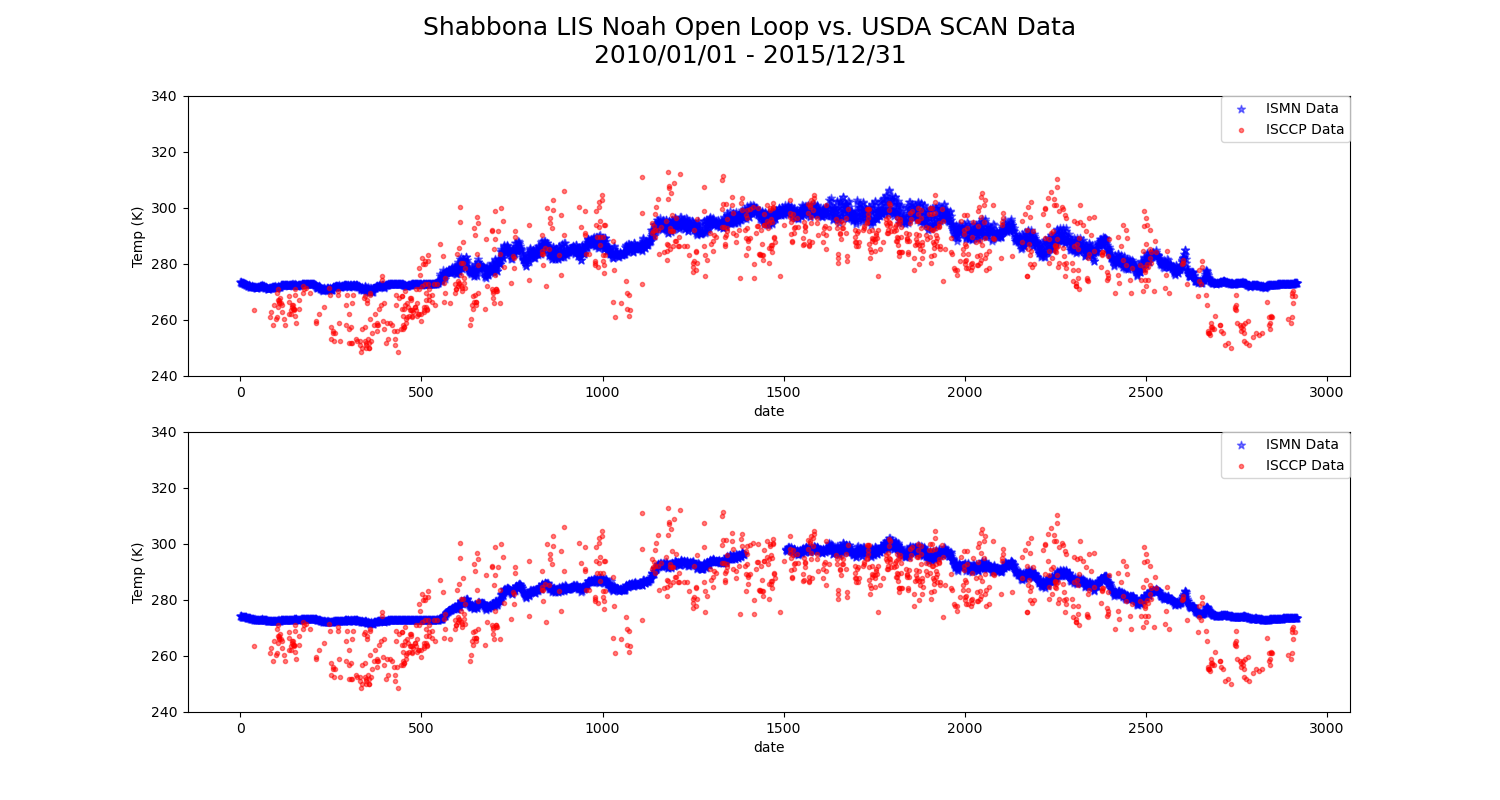 Shabbona LIS Noah Open Loop vs. USDA SCAN Data
2010/01/01 - 2015/12/31
340
320
300
280
260
240
Temp (K)
ISMN Data
ISCCP Data
0 500 1000 1500 2000 2500 3000
date
340
320
300
280
260
240
Temp (K)
ISMN Data
ISCCP Data
0 500 1000 1500 2000 2500 3000
date